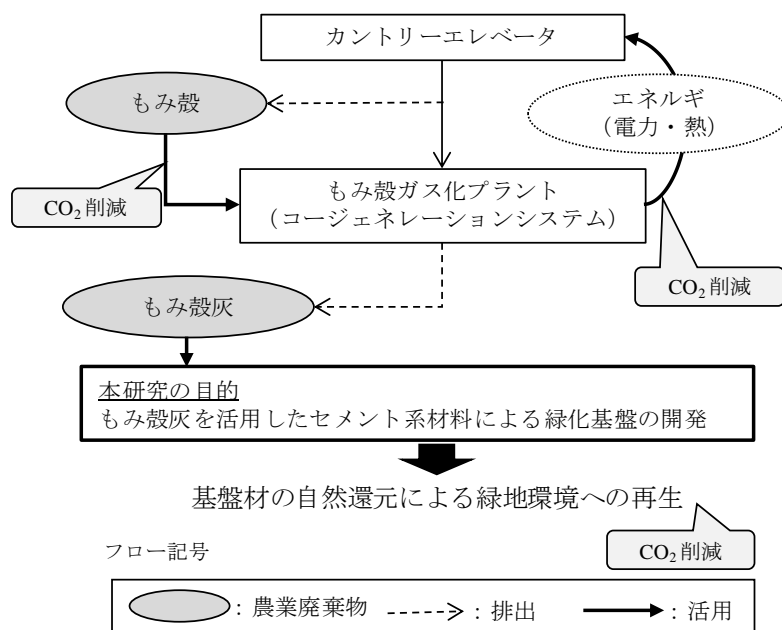 カントリーエレベータ
もみ殻
エネルギ
（電力・熱）
CO₂削減
もみ殻ガス化プラント
（コージェネレーションシステム）
CO₂削減
もみ殻灰
本研究の目的
もみ殻灰を活用したセメント系材料による緑化基盤の開発
基盤材の自然還元による緑地環境への再生
CO₂削減
フロー記号
：農業廃棄物 ：排出 ：活用